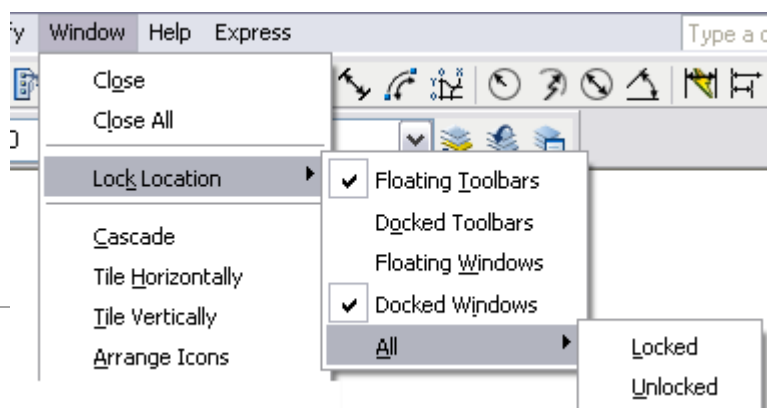 y Window Help Express
Type a c
Close
Close All
Lock Location
Floating Toolbars
Docked Toolbars
Cascade
Floating Windows
Tile Horizontally
Docked Windows
Tile Vertically
All
Locked
Arrange Icons
Unlocked